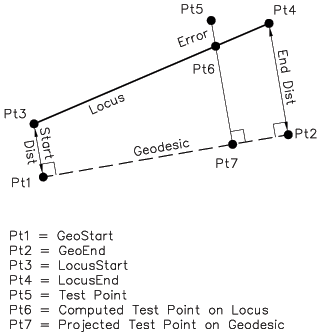 Pt5
Pt4
Error
Pt6
End Dist
Pt3
Locus
Start
Dist
Geodesic
Pt2
Pt7
Pt1
Pt1 = GeoStart
Pt2 = GeoEnd
Pt3 = LocusStart
Pt4 = LocusEnd
Pt5 = Test Point
Pt6 = Computed Test Point on Locus
Pt7 = Projected Test Point on Geodesic